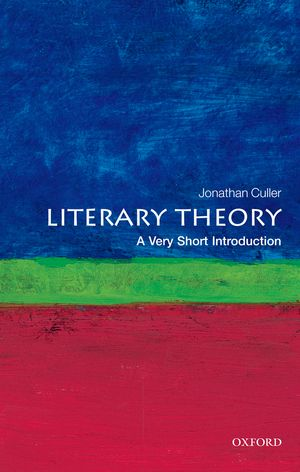 Jonathan Culler
LITERARY THEORY
A Very Short Introduction
OXFORD